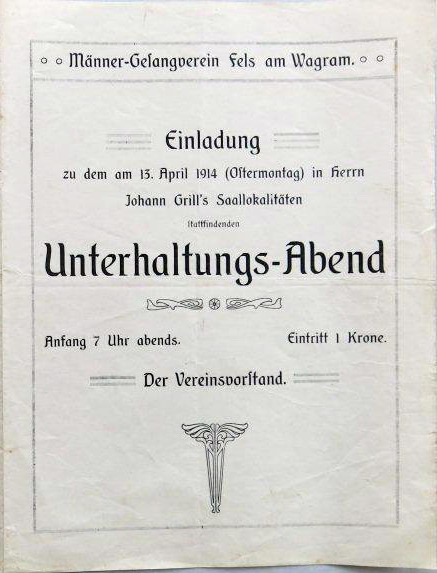 Männer-Geſangverein Fels am Wagram.
Einladung
zu dem am 13. April 1914 (Oſtermontag) in Herrn
Johann Grill's Saallokalitäten
ſtattfindenden
Unterhaltungs-Abend
Anfang 7 Uhr abends. Eintritt 1 Krone.
Der Vereinsvorſtand.